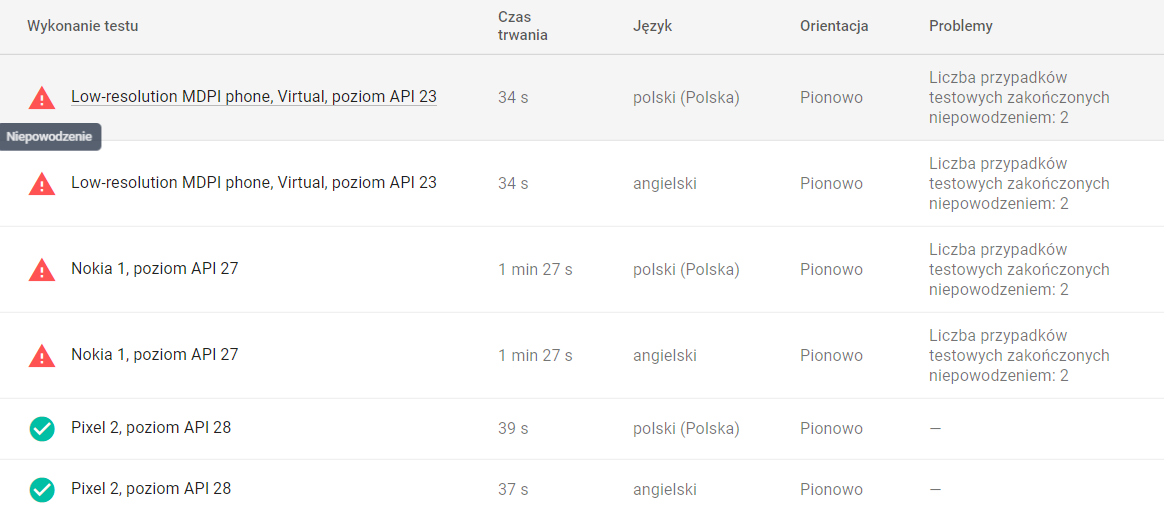 Wykonanie testu
Czas
trwania
Język
Orientacja
Problemy
Low-resolution MDPI phone, Virtual, poziom API 23
34 s
polski (Polska)
Pionowo
Liczba przypadków
testowych zakończonych
niepowodzeniem: 2
Niepowodzenie
Low-resolution MDPI phone, Virtual, poziom API 23
34 s
angielski
Pionowo
Liczba przypadków
testowych zakończonych
niepowodzeniem: 2
Nokia 1, poziom API 27
1 min 27 s
polski (Polska)
Pionowo
Liczba przypadków
testowych zakończonych
niepowodzeniem: 2
Nokia 1, poziom API 27
1 min 27 s
angielski
Pionowo
Liczba przypadków
testowych zakończonych
niepowodzeniem: 2
Pixel 2, poziom API 28
39 s
polski (Polska)
Pionowo
—
Pixel 2, poziom API 28
37 s
angielski
Pionowo
—